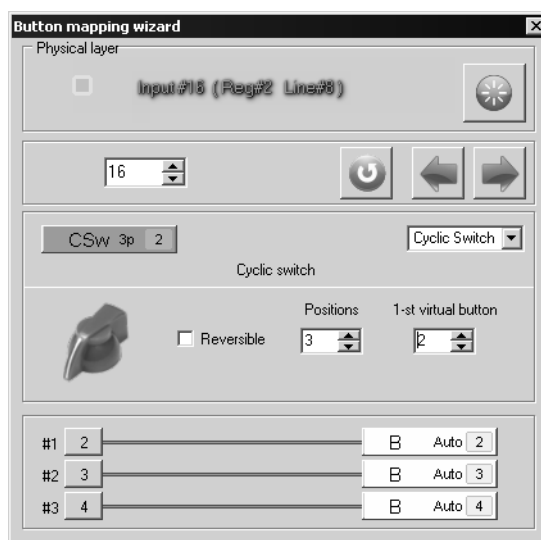 Button mapping wizard
Physical layer
Input#16 (Reg#2 Line#8)
16
CSw 3p 2
Cyclic Switch
Cyclic switch
Positions 1-st virtual button
Reversible 3 2
#1 2 B Auto 2
#2 3 B Auto 3
#3 4 B Auto 4